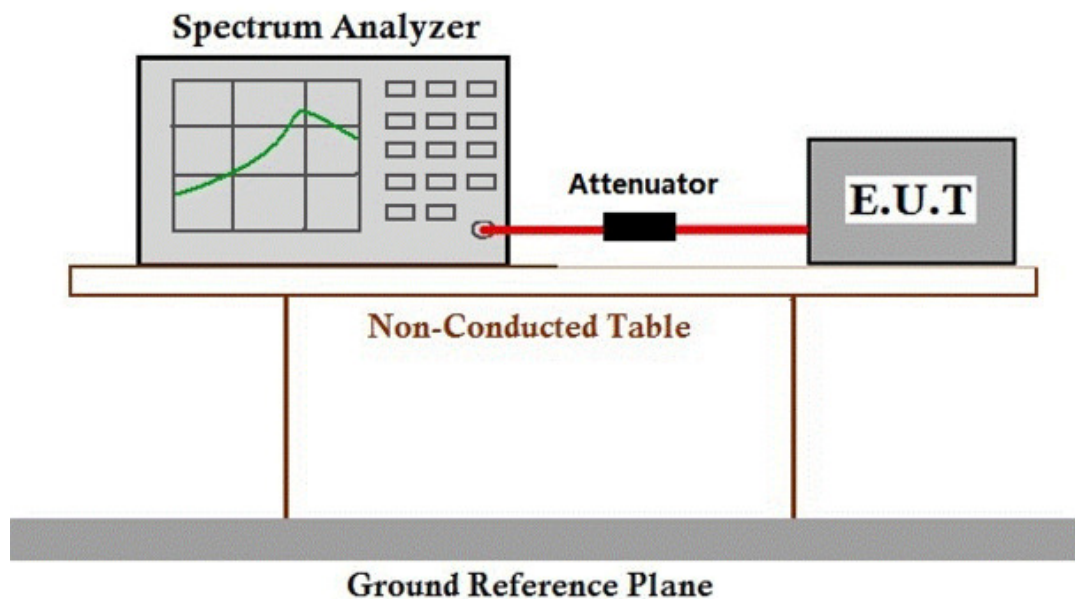 Spectrum Analyzer
Attenuator
E.U.T
Non-Conducted Table
Ground Reference Plane